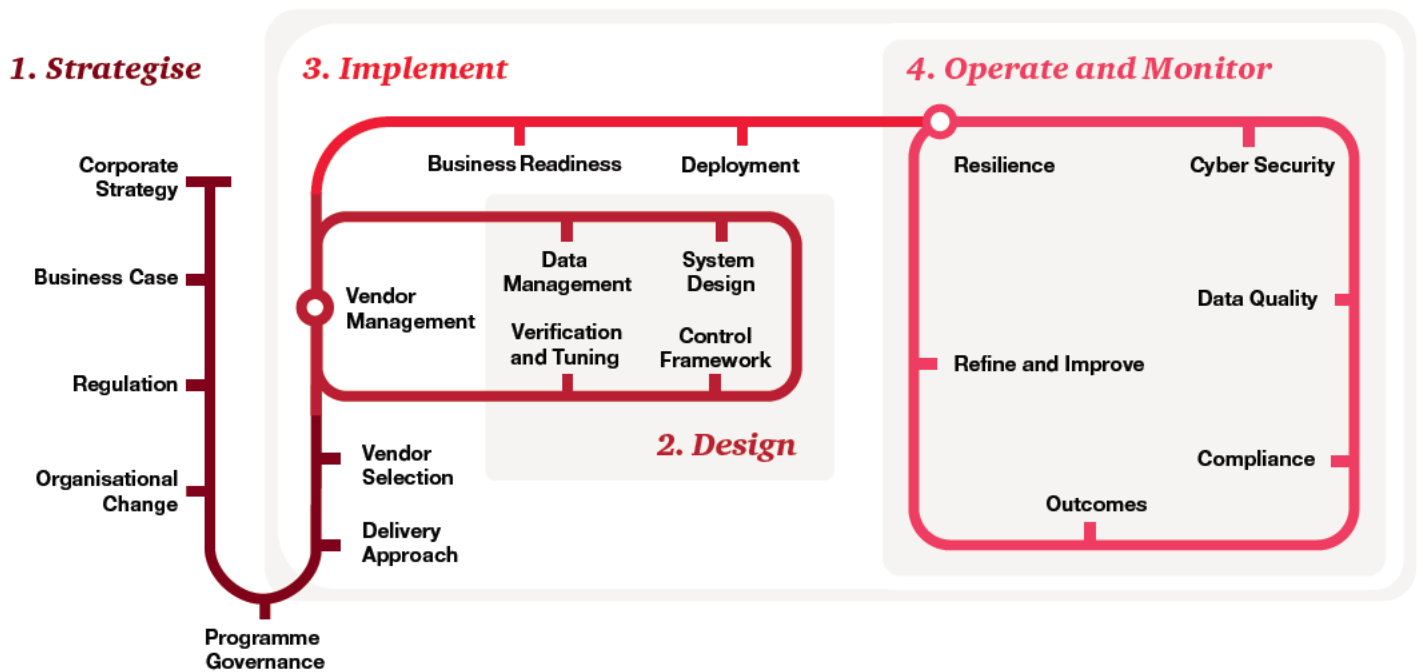 1. Strategise
3. Implement
4. Operate and Monitor
Corporate
Strategy
Business Case
Regulation
Organisational
Change
Programme
Governance
Business Readiness
Deployment
Vendor
Management
Data
Management
System
Design
Verification
and Tuning
Control
Framework
2. Design
Vendor
Selection
Delivery
Approach
Resilience
Cyber Security
Data Quality
Refine and Improve
Compliance
Outcomes